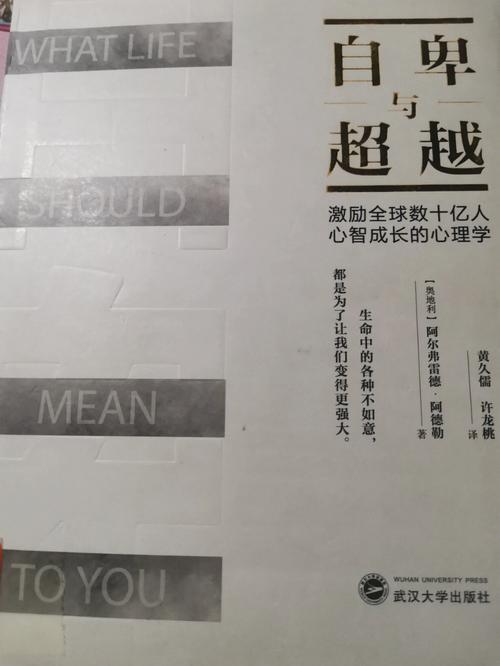 WHAT LIFE
SHOULD
MEAN
TO YOU
自卑
与
超越
激励全球数十亿人
心智成长的心理学
生命中的各种不如意，
都是为了让我们变得更强大。
【奥地利】阿尔弗雷德·阿德勒 著
黄久儒 许龙桃 译
WUHAN UNIVERSITY PRESS
武汉大学出版社